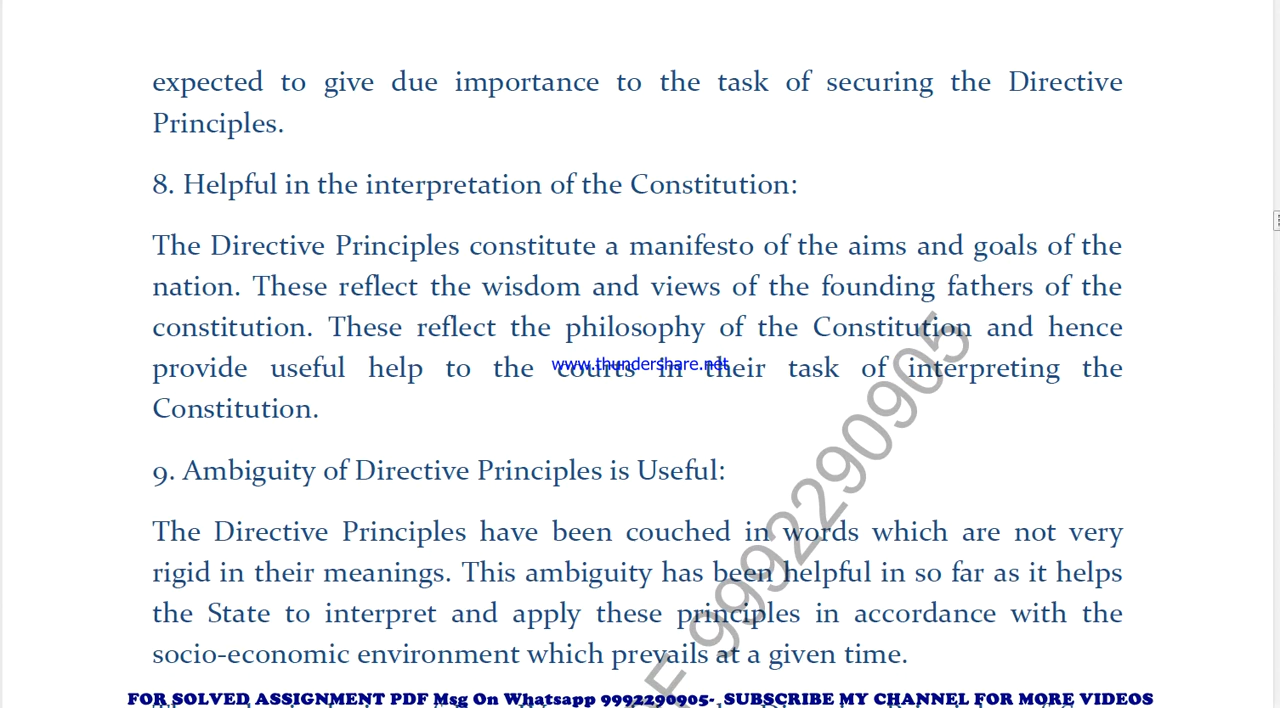 expected to give due importance to the task of securing the Directive
Principles.
8. Helpful in the interpretation of the Constitution:
The Directive Principles constitute a manifesto of the aims and goals of the
nation. These reflect the wisdom and views of the founding fathers of the
constitution. These reflect the philosophy of the Constitution and hence
provide useful help to the courts in their task of interpreting the
www.thundershare.net
Constitution.
9. Ambiguity of Directive Principles is Useful:
The Directive Principles have been couched in words which are not very
rigid in their meanings. This ambiguity has been helpful in so far as it helps
the State to interpret and apply these principles in accordance with the
socio-economic environment which prevails at a given time.
9992290905
FOR SOLVED ASSIGNMENT PDF Msg On Whatsapp 9992290905- SUBSCRIBE MY CHANNEL FOR MORE VIDEOS